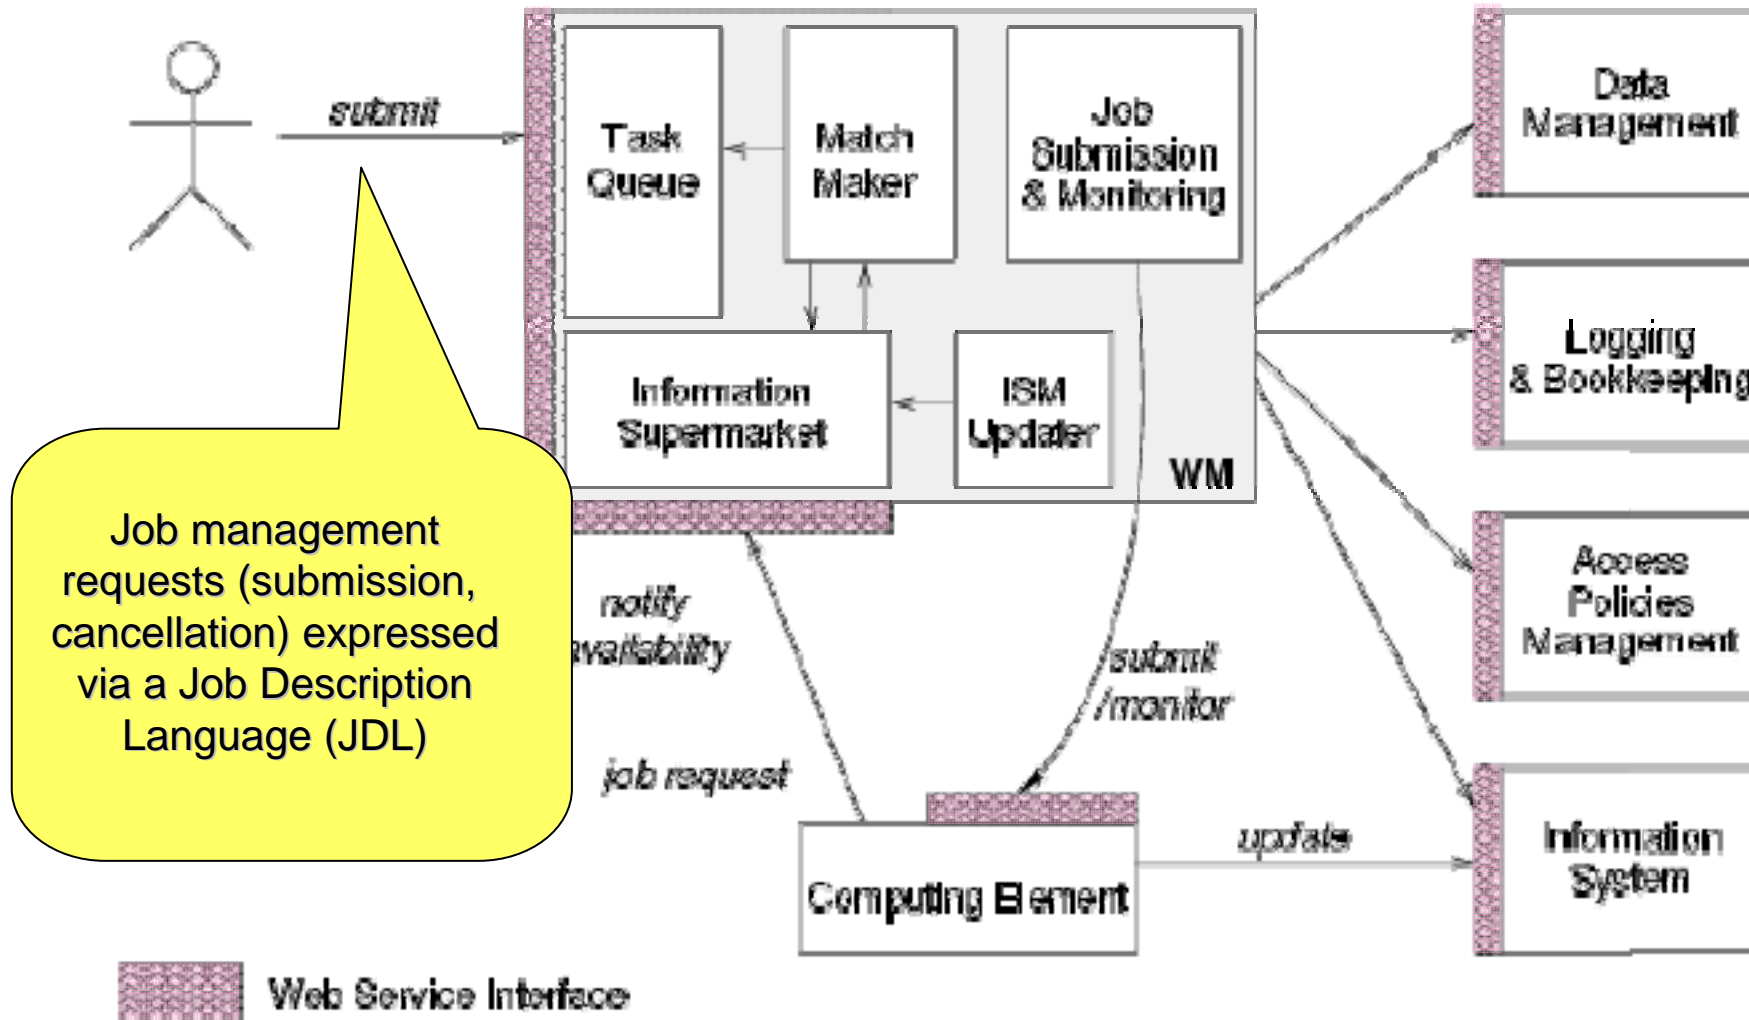 submit
Task
Queue
Match
Maker
Job
Submission
& Monitoring
Data
Management
Information
Supermarket
ISM
Updater
WM
Logging
& Bookkeeping
Job management
requests (submission,
cancellation) expressed
via a Job Description
Language (JDL)
notify
availability
submit
/monitor
job request
Access
Policies
Management
Computing Element
update
Information
System
Web Service Interface